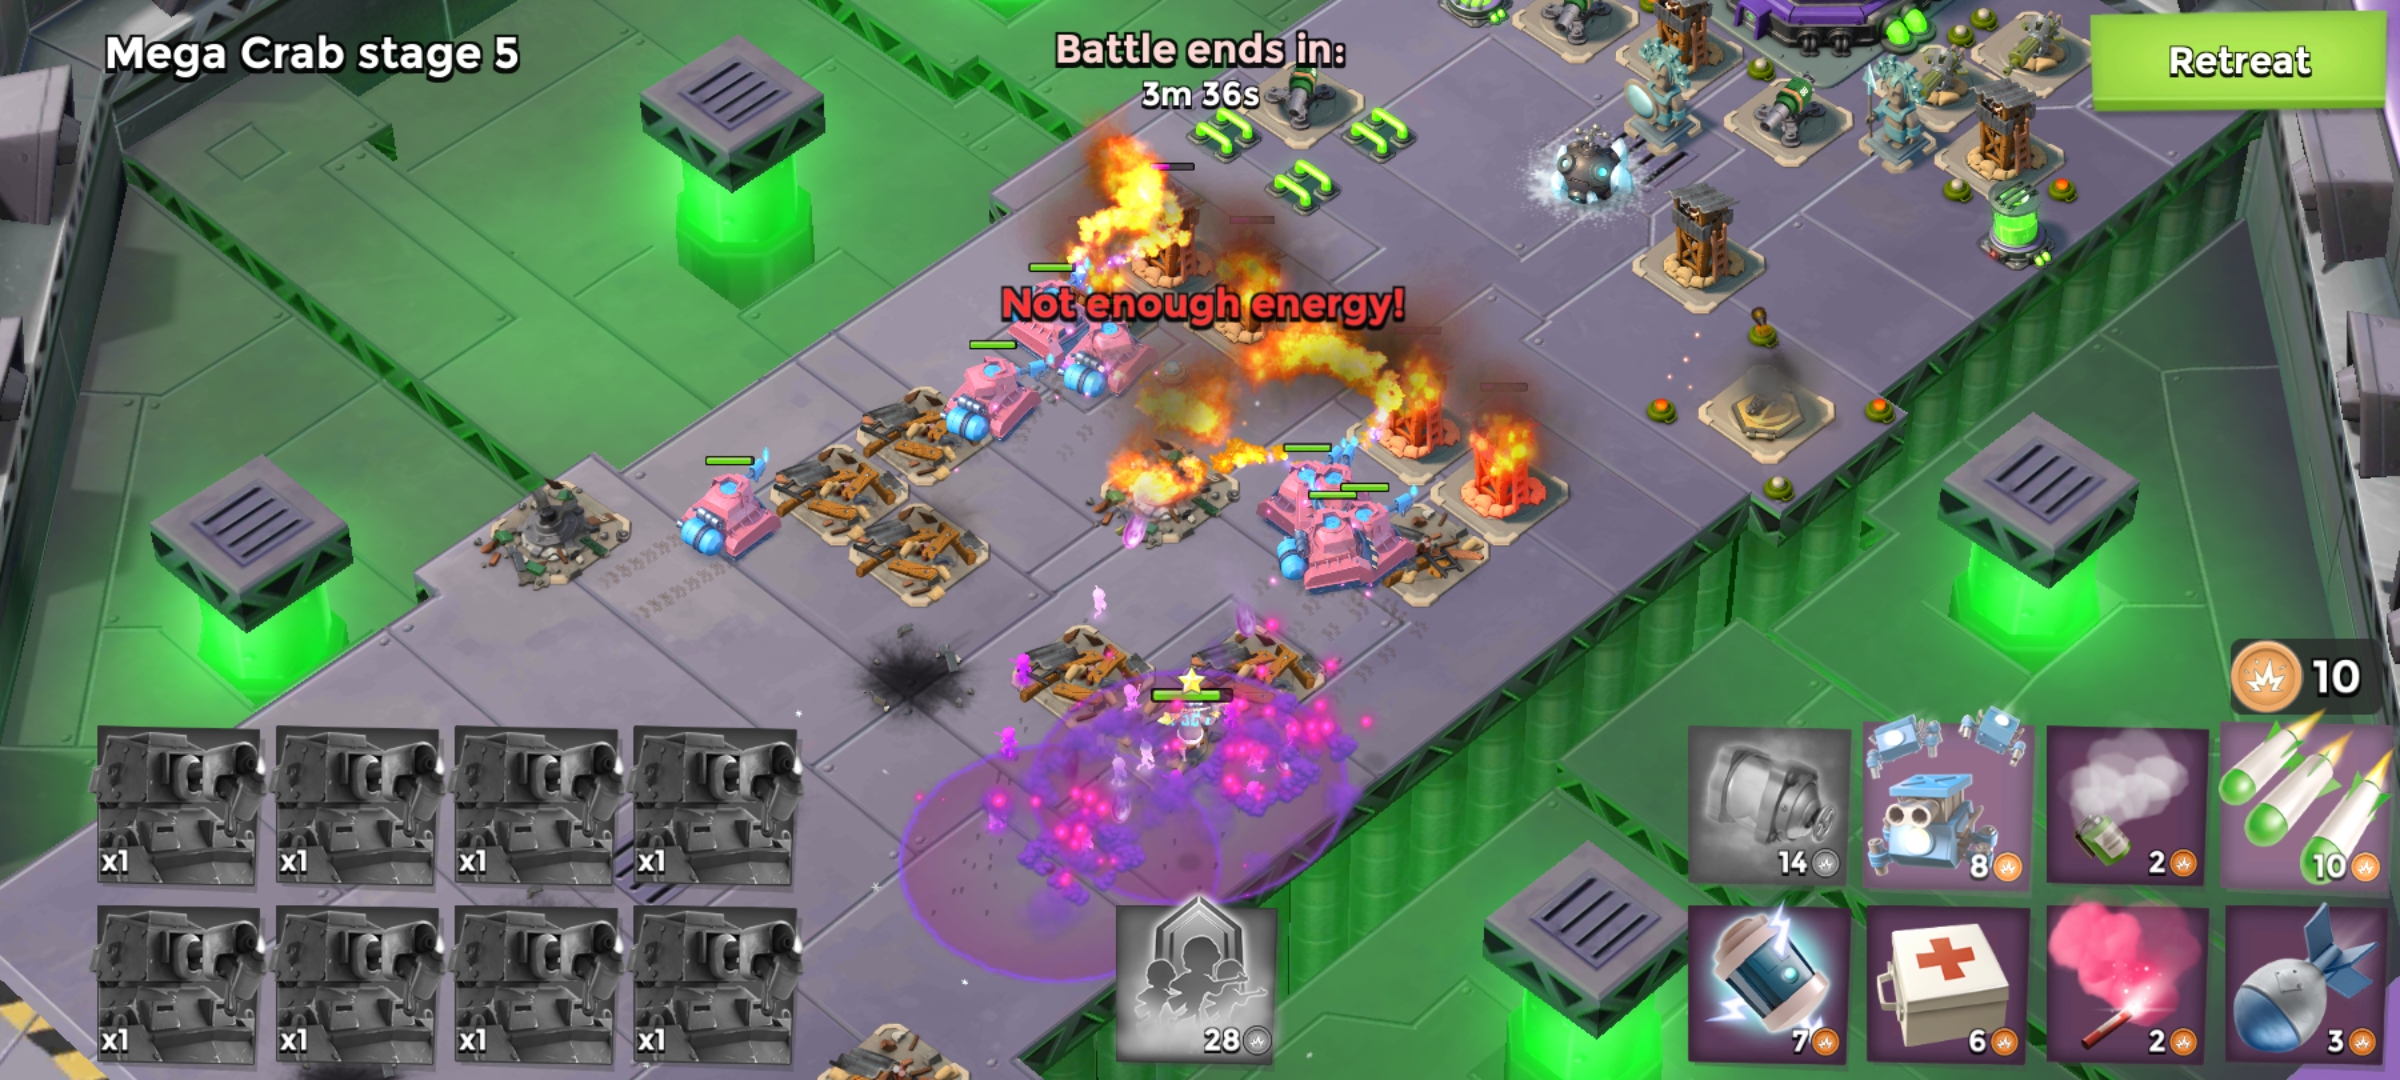 Mega Crab stage 5
Battle ends in:
3m 36s
Retreat
Not enough energy!
10
x1
x1
x1
x1
14
8
2
10
x1
x1
x1
x1
28
7
6
2
3